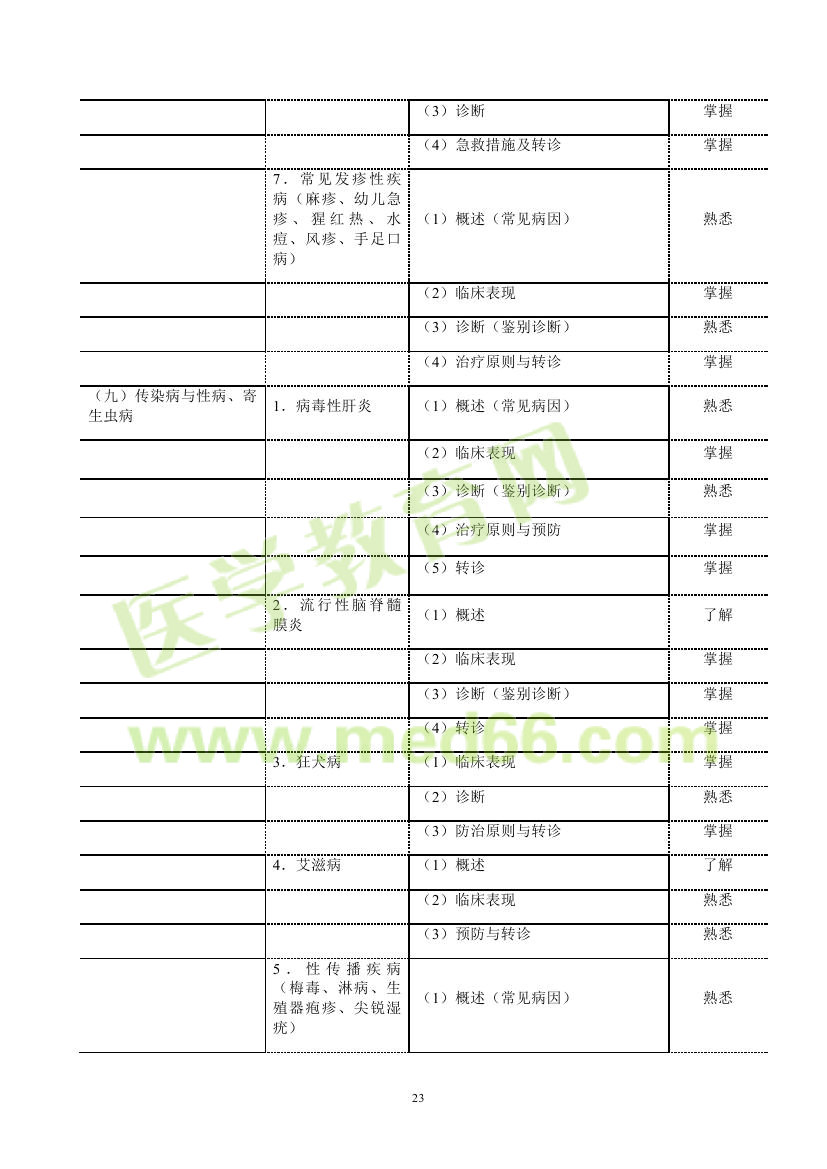 （3）诊断 掌握
（4）急救措施及转诊 掌握
7．常见发疹性疾
病（麻疹、幼儿急
疹、猩红热、水
痘、风疹、手足口
病）
（1）概述（常见病因） 熟悉
（2）临床表现 掌握
（3）诊断（鉴别诊断） 熟悉
（4）治疗原则与转诊 掌握
（九）传染病与性病、寄
生虫病
1．病毒性肝炎 （1）概述（常见病因） 熟悉
（2）临床表现 掌握
（3）诊断（鉴别诊断） 熟悉
（4）治疗原则与预防 掌握
（5）转诊 掌握
2．流行性脑脊髓
膜炎
（1）概述 了解
（2）临床表现 掌握
（3）诊断（鉴别诊断） 掌握
（4）转诊 掌握
3．狂犬病 （1）临床表现 掌握
（2）诊断 熟悉
（3）防治原则与转诊 掌握
4．艾滋病 （1）概述 了解
（2）临床表现 熟悉
（3）预防与转诊 熟悉
5．性传播疾病
（梅毒、淋病、生
殖器疱疹、尖锐湿
疣）
（1）概述（常见病因） 熟悉
医学教育网
www.med66.com
23